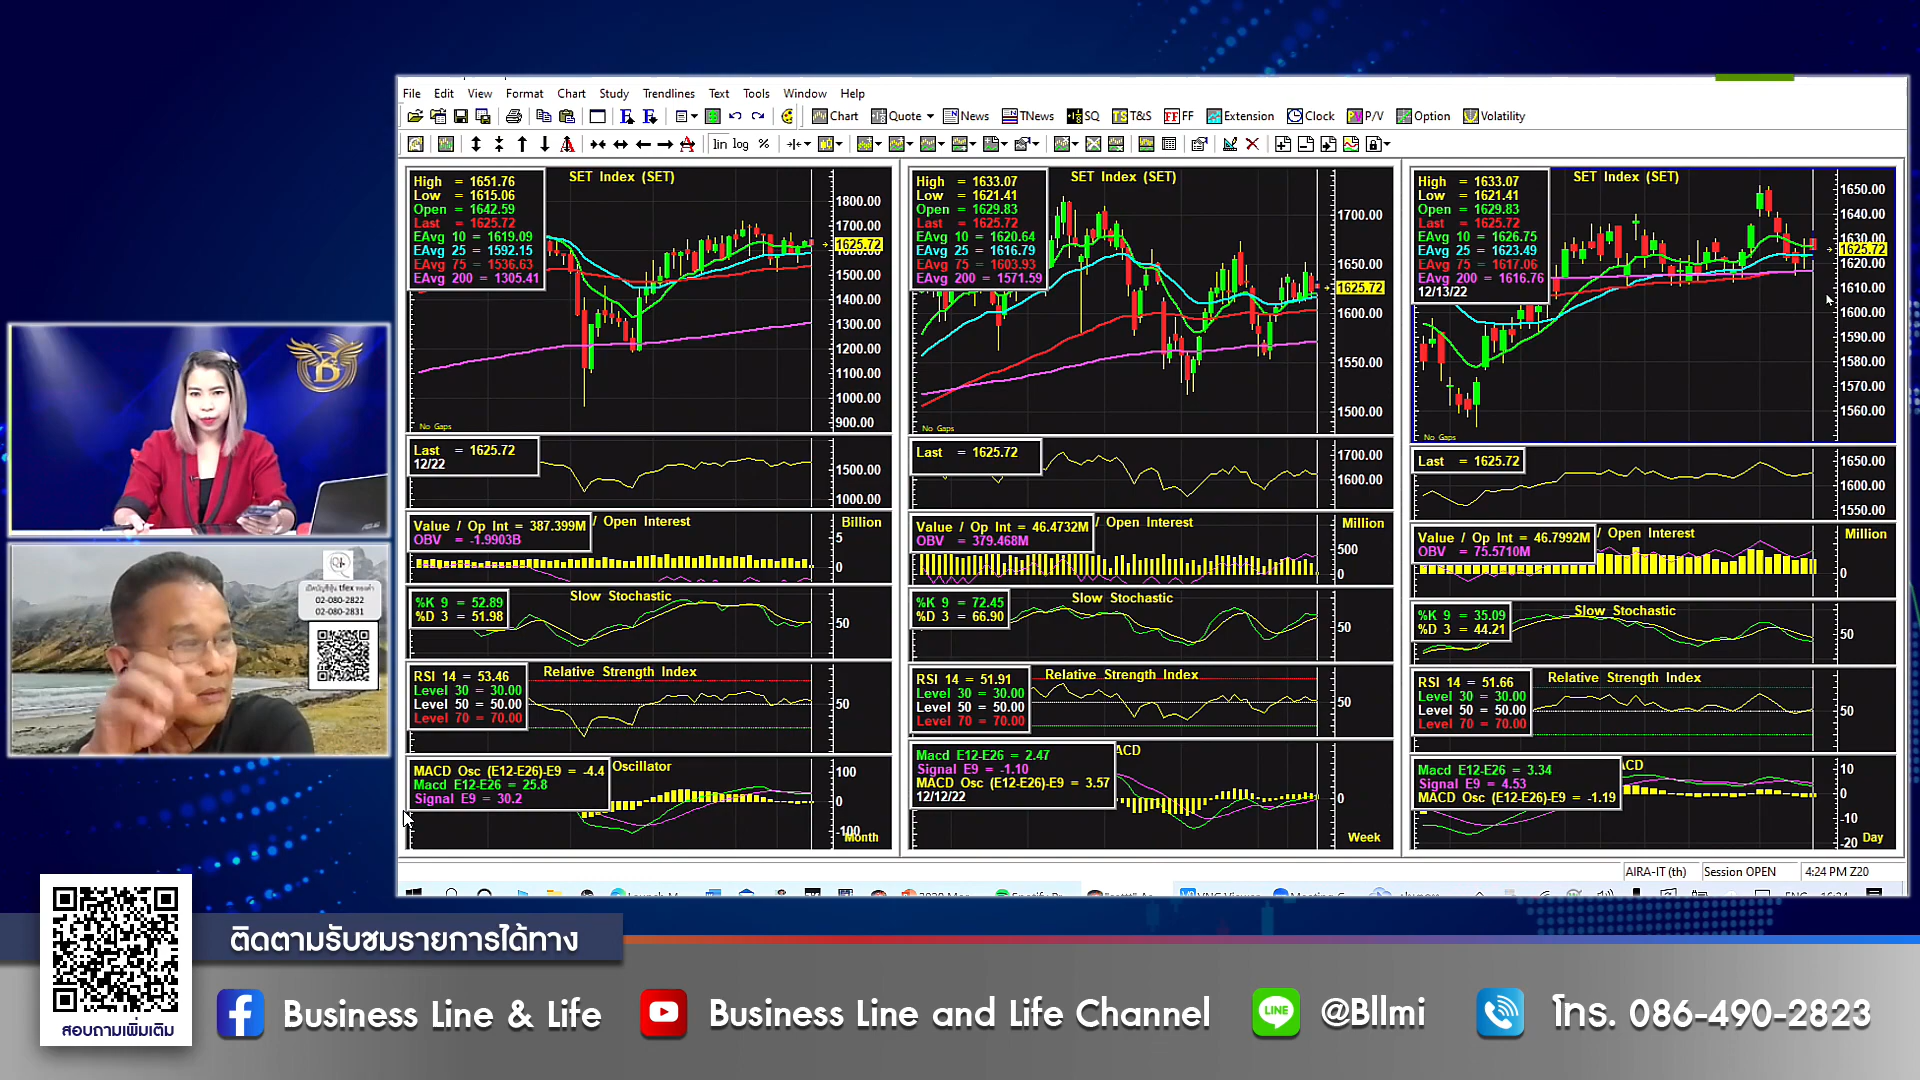 File Edit View Format Chart Study Trendlines Text Tools Window Help
Chart Quote News TNews SQ T&S FF Extension Clock P/V Option Volatility
lin log %
SET Index (SET)
High = 1651.76
Low = 1615.06
Open = 1642.59
Last = 1625.72
EAvg 10 = 1619.09
EAvg 25 = 1592.15
EAvg 75 = 1536.63
EAvg 200 = 1305.41
1800.00
1700.00
1625.72
1500.00
1400.00
1300.00
1200.00
1100.00
1000.00
900.00
No Gaps
Last = 1625.72
12/22
1500.00
1000.00
Value / Op Int = 387.399M / Open Interest
OBV = -1.9903B
Billion
5
0
Slow Stochastic
%K 9 = 52.89
%D 3 = 51.98
50
Relative Strength Index
RSI 14 = 53.46
Level 30 = 30.00
Level 50 = 50.00
Level 70 = 70.00
50
MACD Osc (E12-E26)-E9 = -4.4 Oscillator
Macd E12-E26 = 25.8
Signal E9 = 30.2
100
0
-100
Month
SET Index (SET)
High = 1633.07
Low = 1621.41
Open = 1629.83
Last = 1625.72
EAvg 10 = 1620.64
EAvg 25 = 1616.79
EAvg 75 = 1603.93
EAvg 200 = 1571.59
1700.00
1650.00
1625.72
1600.00
1550.00
1500.00
No Gaps
Last = 1625.72
1700.00
1600.00
Value / Op Int = 46.4732M / Open Interest
OBV = 379.468M
Million
500
0
Slow Stochastic
%K 9 = 72.45
%D 3 = 66.90
50
Relative Strength Index
RSI 14 = 51.91
Level 30 = 30.00
Level 50 = 50.00
Level 70 = 70.00
50
Macd E12-E26 = 2.47
Signal E9 = -1.10
MACD Osc (E12-E26)-E9 = 3.57
12/12/22
0
Week
SET Index (SET)
High = 1633.07
Low = 1621.41
Open = 1629.83
Last = 1625.72
EAvg 10 = 1626.75
EAvg 25 = 1623.49
EAvg 75 = 1617.06
EAvg 200 = 1616.76
12/13/22
1650.00
1640.00
1630.00
1625.72
1620.00
1610.00
1600.00
1590.00
1580.00
1570.00
1560.00
No Gaps
Last = 1625.72
1650.00
1600.00
1550.00
Value / Op Int = 46.7992M / Open Interest
OBV = 75.5710M
Million
0
Slow Stochastic
%K 9 = 35.09
%D 3 = 44.21
50
Relative Strength Index
RSI 14 = 51.66
Level 30 = 30.00
Level 50 = 50.00
Level 70 = 70.00
50
Macd E12-E26 = 3.34
Signal E9 = 4.53
MACD Osc (E12-E26)-E9 = -1.19
10
0
-10
-20
Day
AIRA-IT (th) Session OPEN 4:24 PM Z20
เปิดบัญชีหุ้น tfex ทองคำ
02-080-2822
02-080-2831
ติดตามรับชมรายการได้ทาง
สอบถามเพิ่มเติม
Business Line & Life
Business Line and Life Channel
LINE
@Bllmi
โทร. 086-490-2823